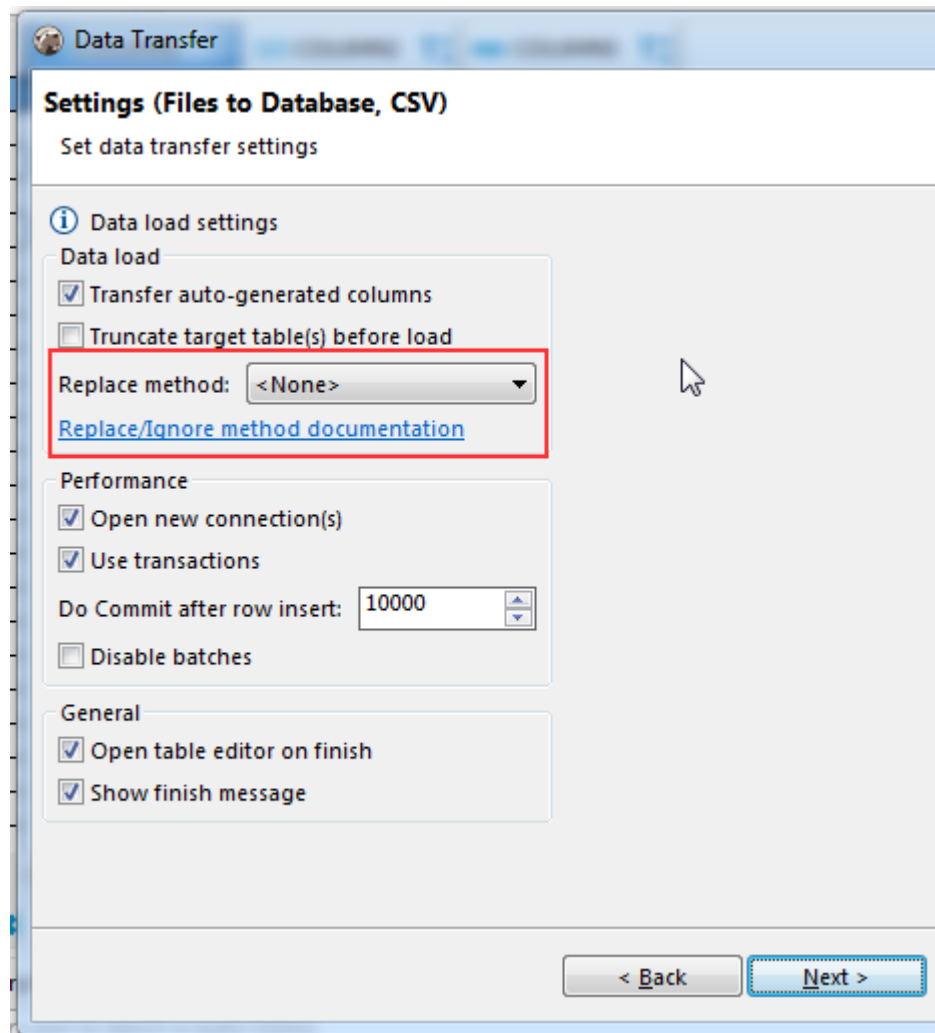 Data Transfer
Settings (Files to Database, CSV)
Set data transfer settings
Data load settings
Data load
Transfer auto-generated columns
Truncate target table(s) before load
Replace method: <None>
Replace/Ignore method documentation
Performance
Open new connection(s)
Use transactions
Do Commit after row insert: 10000
Disable batches
General
Open table editor on finish
Show finish message
< Back Next >